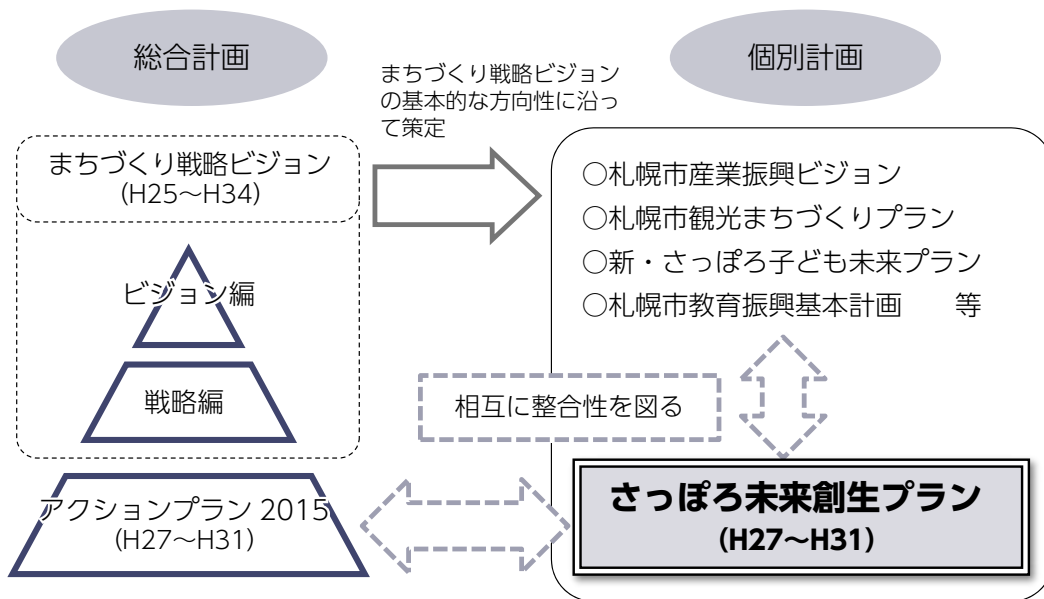 総合計画
まちづくり戦略ビジョン
の基本的な方向性に沿っ
て策定
個別計画
まちづくり戦略ビジョン
(H25～H34)
ビジョン編
戦略編
アクションプラン 2015
(H27～H31)
○札幌市産業振興ビジョン
○札幌市観光まちづくりプラン
○新・さっぽろ子ども未来プラン
○札幌市教育振興基本計画　　等
相互に整合性を図る
さっぽろ未来創生プラン
(H27～H31)